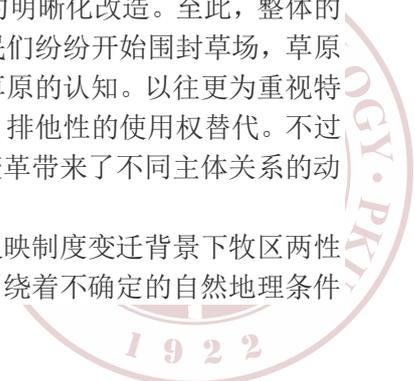 明晰化改造。至此，整体的
们纷纷开始围封草场，草原
原的认知。以往更为重视特
排他性的使用权替代。不过
革带来了不同主体关系的动
映制度变迁背景下牧区两性
绕着不确定的自然地理条件
OGY · PKU
1922